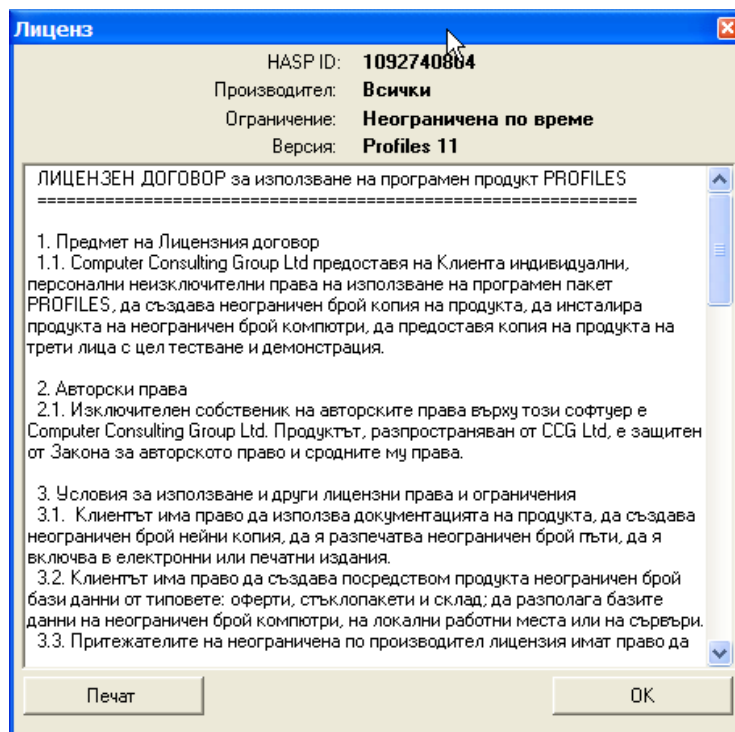 Лиценз
HASP ID: 1092740864
Производител: Всички
Ограничение: Неограничена по време
Версия: Profiles 11
ЛИЦЕНЗЕН ДОГОВОР за използване на програмен продукт PROFILES
==============================================================
1. Предмет на Лицензния договор
1.1. Computer Consulting Group Ltd предоставя на Клиента индивидуални,
персонални неизключителни права на използване на програмен пакет
PROFILES, да създава неограничен брой копия на продукта, да инсталира
продукта на неограничен брой компютри, да предоставя копия на продукта на
трети лица с цел тестване и демонстрация.
2. Авторски права
2.1. Изключителен собственик на авторските права върху този софтуер е
Computer Consulting Group Ltd. Продуктът, разпространяван от CCG Ltd, е защитен
от Закона за авторското право и сродните му права.
3. Условия за използване и други лицензни права и ограничения
3.1. Клиентът има право да използва документацията на продукта, да създава
неограничен брой нейни копия, да я разпечатва неограничен брой пъти, да я
включва в електронни или печатни издания.
3.2. Клиентът има право да създава посредством продукта неограничен брой
бази данни от типовете: оферти, стъклопакети и склад; да разполага базите
данни на неограничен брой компютри, на локални работни места или на сървъри.
3.3. Притежателите на неограничена по производител лицензия имат право да
Печат
OK